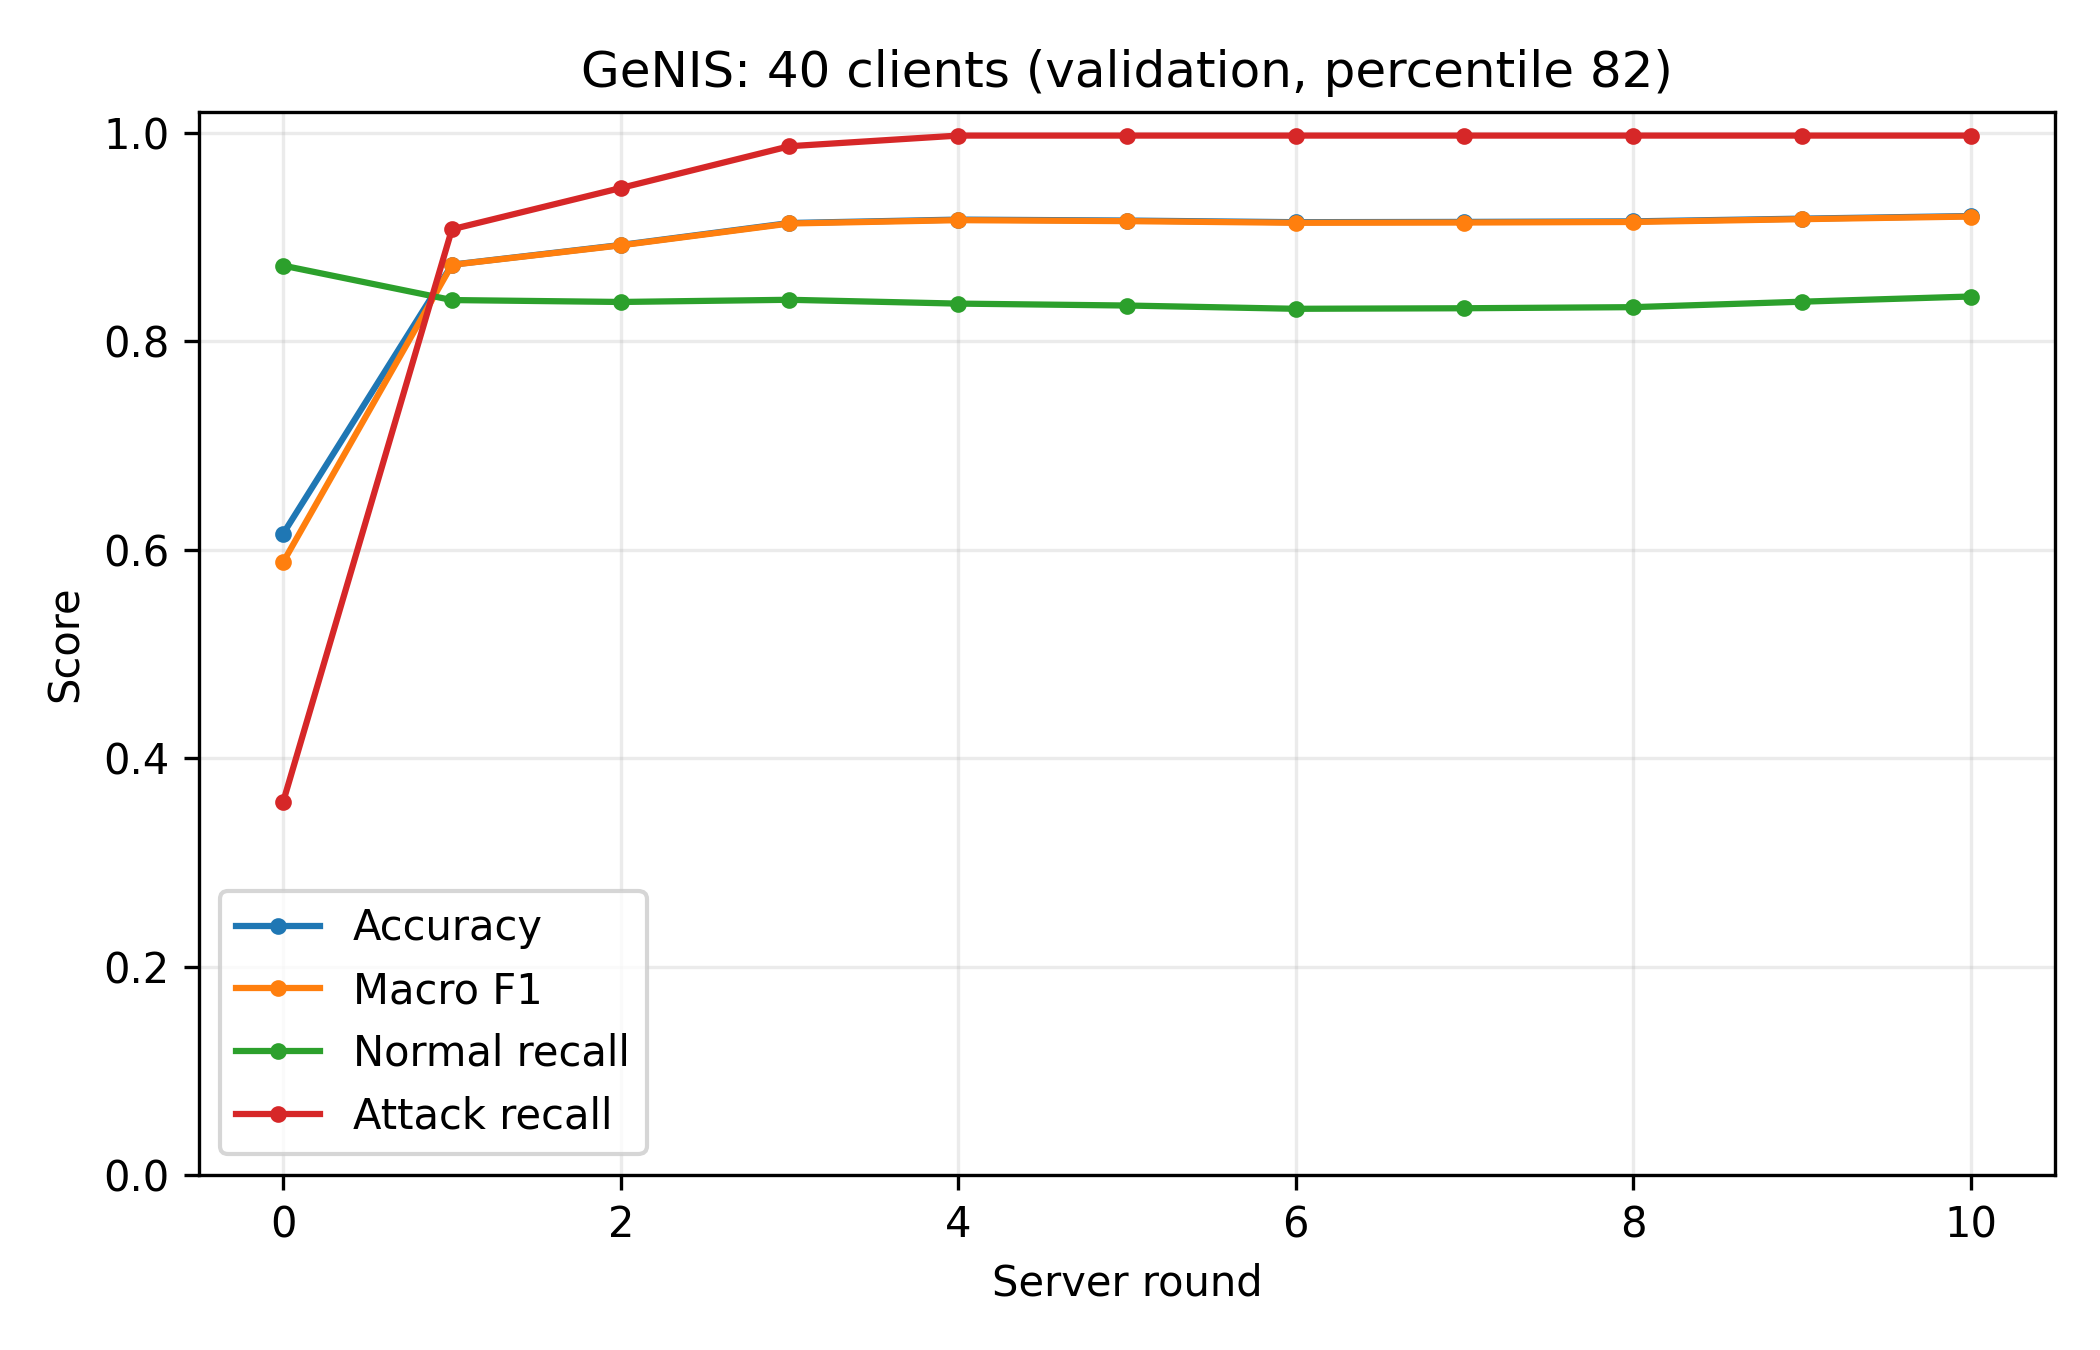 GeNIS: 40 clients (validation, percentile 82)
1.0
0.8
0.6
0.4
0.2
0.0
Score
Accuracy
Macro F1
Normal recall
Attack recall
0 2 4 6 8 10
Server round